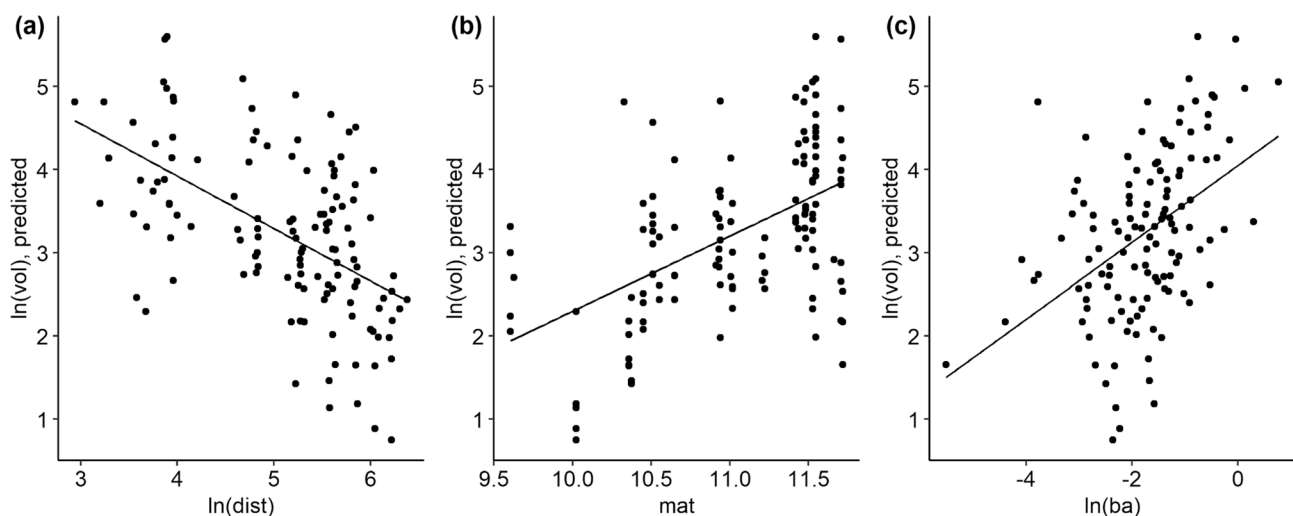 (a)
ln(vol), predicted
5
4
3
2
1
3 4 5 6
ln(dist)
(b)
ln(vol), predicted
5
4
3
2
1
9.5 10.0 10.5 11.0 11.5
mat
(c)
ln(vol), predicted
5
4
3
2
1
-4 -2 0
ln(ba)